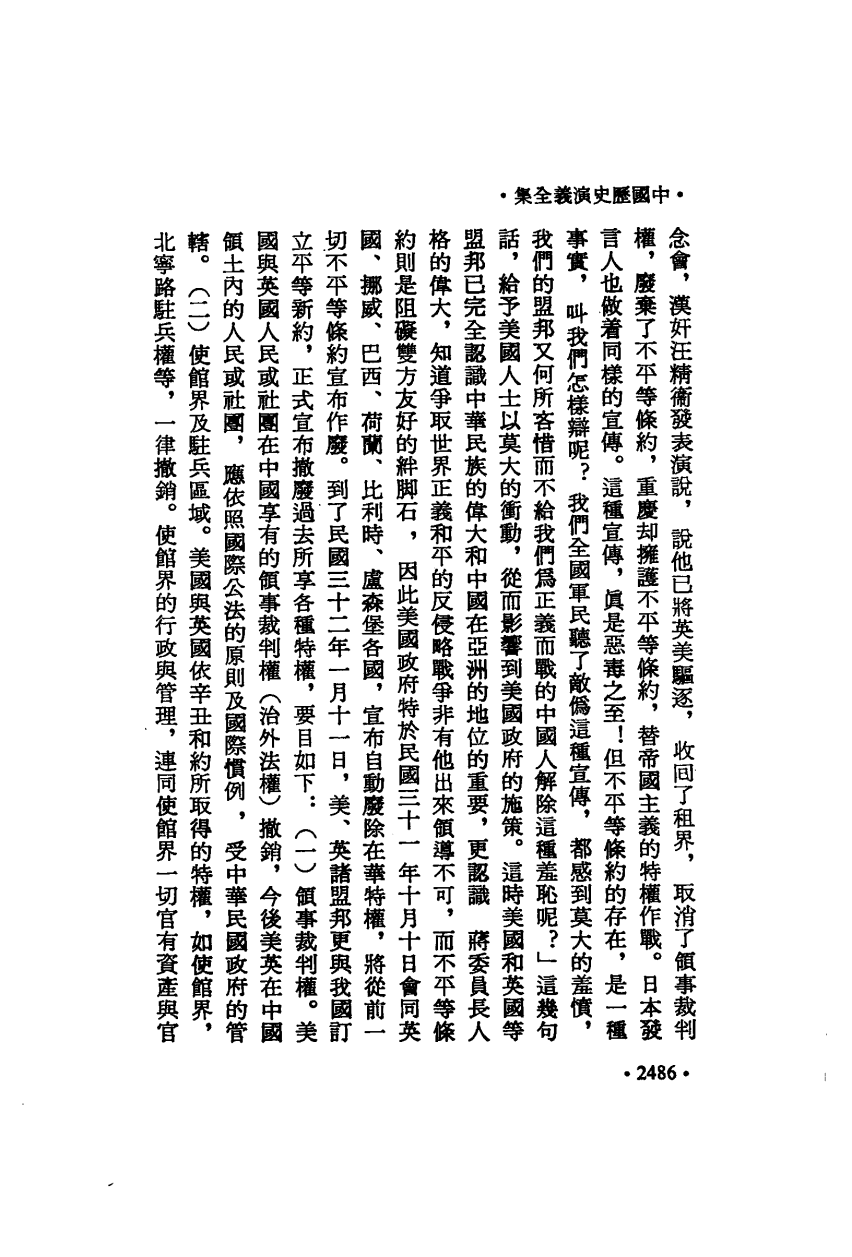 •中國歷史演義全集•
念會，漢奸汪精衞發表演說，說他已將英美驅逐，收回了租界，取消了領事裁判
權，廢棄了不平等條約，重慶却擁護不平等條約，替帝國主義的特權作戰。日本發
言人也做着同樣的宣傳。這種宣傳，眞是惡毒之至！但不平等條約的存在，是一種
事實，叫我們怎樣辯呢？我們全國軍民聽了敵僞這種宣傳，都感到莫大的羞憤，
我們的盟邦又何所吝惜而不給我們爲正義而戰的中國人解除這種羞恥呢？」這幾句
話，給予美國人士以莫大的衝動，從而影響到美國政府的施策。這時美國和英國等
盟邦已完全認識中華民族的偉大和中國在亞洲的地位的重要，更認識　蔣委員長人
格的偉大，知道爭取世界正義和平的反侵略戰爭非有他出來領導不可，而不平等條
約則是阻礙雙方友好的絆脚石，因此美國政府特於民國三十一年十月十日會同英
國、挪威、巴西、荷蘭、比利時、盧森堡各國，宣布自動廢除在華特權，將從前一
切不平等條約宣布作廢。到了民國三十二年一月十一日，美、英諸盟邦更與我國訂
立平等新約，正式宣布撤廢過去所享各種特權，要目如下：（一）領事裁判權。美
國與英國人民或社團在中國享有的領事裁判權（治外法權）撤銷，今後美英在中國
領土內的人民或社團，應依照國際公法的原則及國際慣例，受中華民國政府的管
轄。（二）使館界及駐兵區域。美國與英國依辛丑和約所取得的特權，如使館界，
北寧路駐兵權等，一律撤銷。使館界的行政與管理，連同使館界一切官有資產與官
•2486•